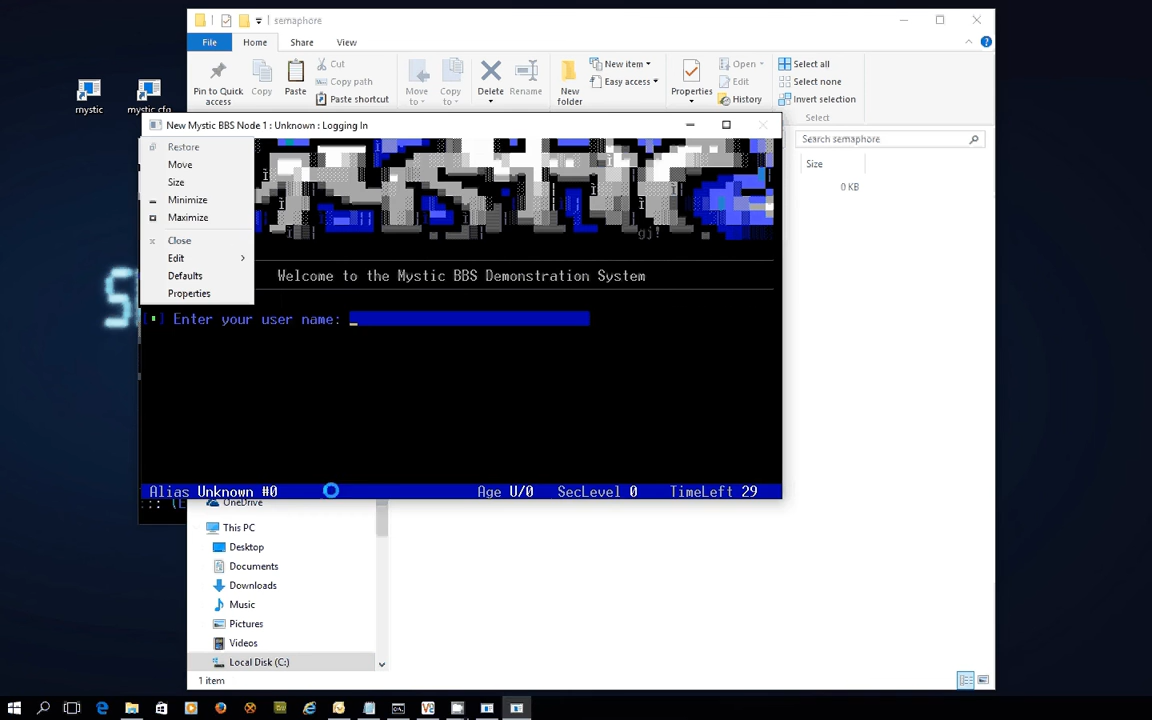 semaphore
File
Home
Share
View
Pin to Quick access
Copy
Paste
Cut
Copy path
Paste shortcut
Move to
Copy to
Delete
Rename
New folder
New item
Easy access
Properties
Open
Edit
History
Select all
Select none
Invert selection
Select
mystic
mystic cfg
New Mystic BBS Node 1 : Unknown : Logging In
Search semaphore
Restore
Move
Size
Minimize
Maximize
Close
Edit
Defaults
Properties
Size
0 KB
gj!
Welcome to the Mystic BBS Demonstration System
Enter your user name:
Alias Unknown #0 Age U/0 SecLevel 0 TimeLeft 29
OneDrive
This PC
Desktop
Documents
Downloads
Music
Pictures
Videos
Local Disk (C:)
1 item